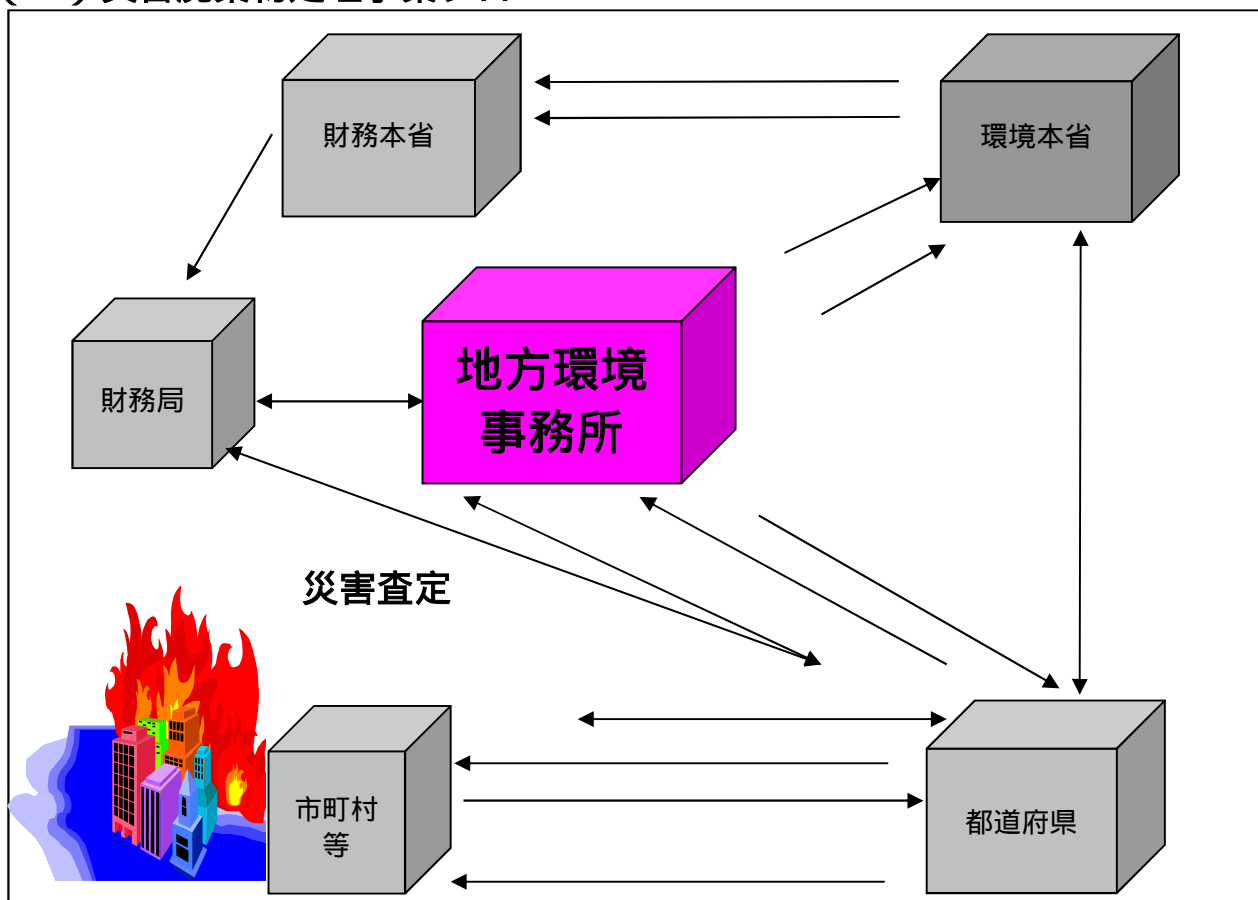 財務本省
環境本省
地方環境
事務所
財務局
災害査定
市町村
等
都道府県